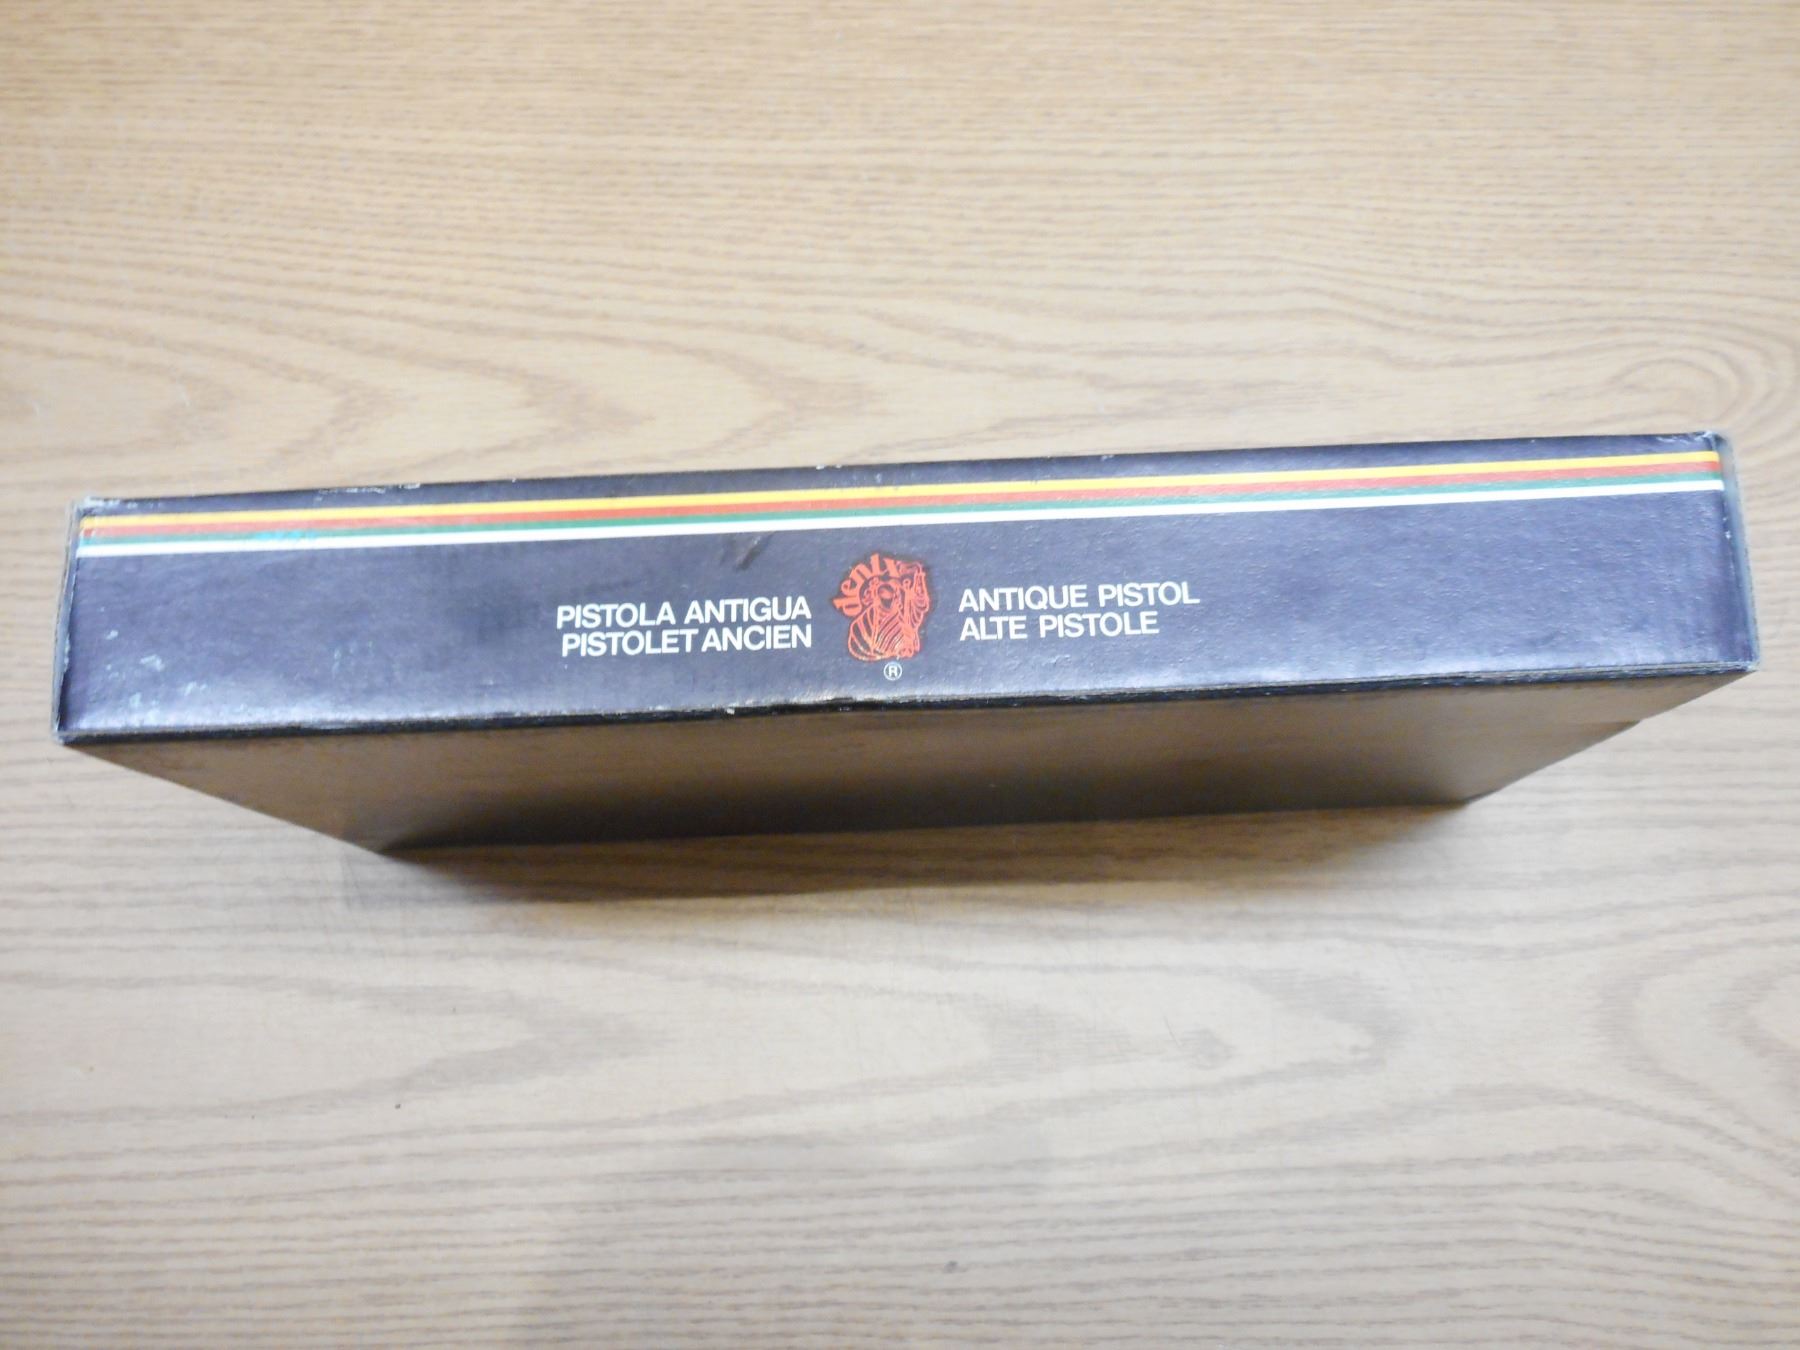 PISTOLA ANTIGUA
PISTOLET ANCIEN
denix
®
ANTIQUE PISTOL
ALTE PISTOLE